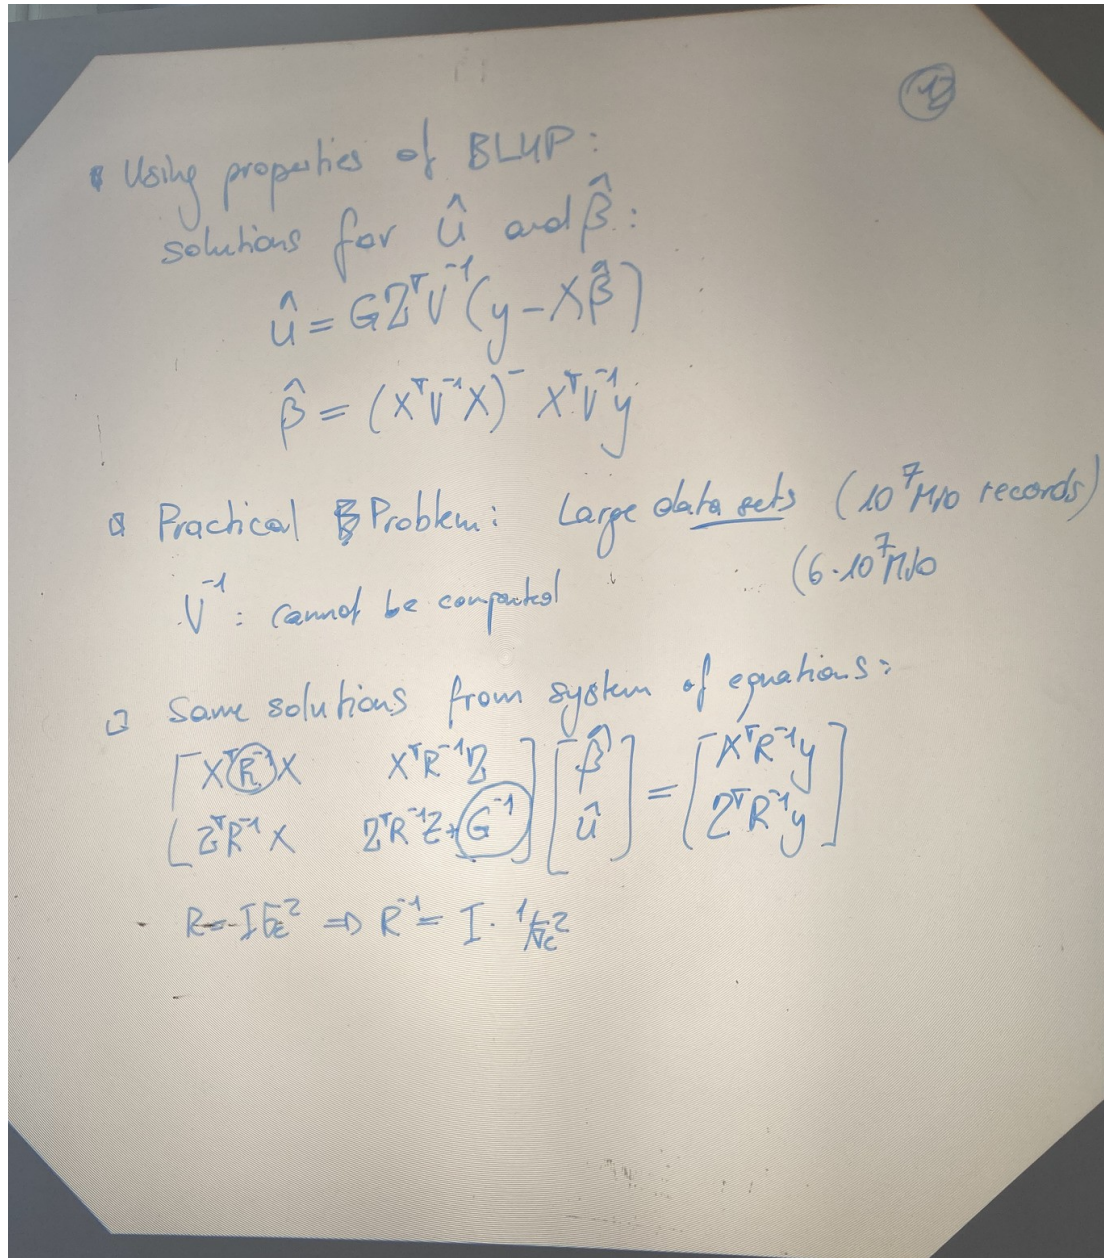 Using properties of BLUP:
solutions for û and β̂:
û = GZᵀV⁻¹(y - Xβ̂)
β̂ = (XᵀV⁻¹X)⁻ XᵀV⁻¹y
Practical Problem: Large data sets (10⁷ Mio records)
(6·10⁷ Mio
V⁻¹: cannot be computed
Same solutions from system of equations:
[XᵀR⁻¹X XᵀR⁻¹Z] [β̂] = [XᵀR⁻¹y]
[ZᵀR⁻¹X ZᵀR⁻¹Z+G⁻¹] [û] [ZᵀR⁻¹y]
R = Iσₑ² ⇒ R⁻¹ = I · 1/σₑ²